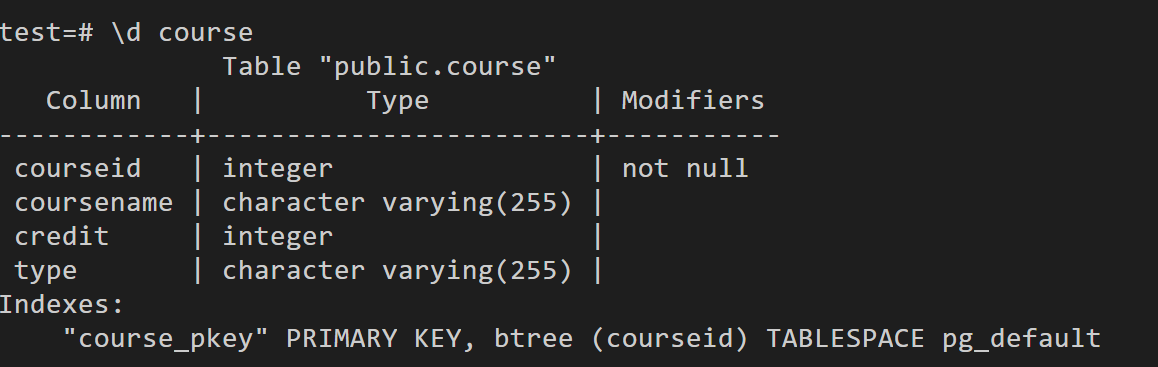 test=# \d course
            Table "public.course"
   Column   |          Type          | Modifiers
------------+------------------------+-----------
 courseid   | integer                | not null
 coursename | character varying(255) |
 credit     | integer                |
 type       | character varying(255) |
Indexes:
    "course_pkey" PRIMARY KEY, btree (courseid) TABLESPACE pg_default